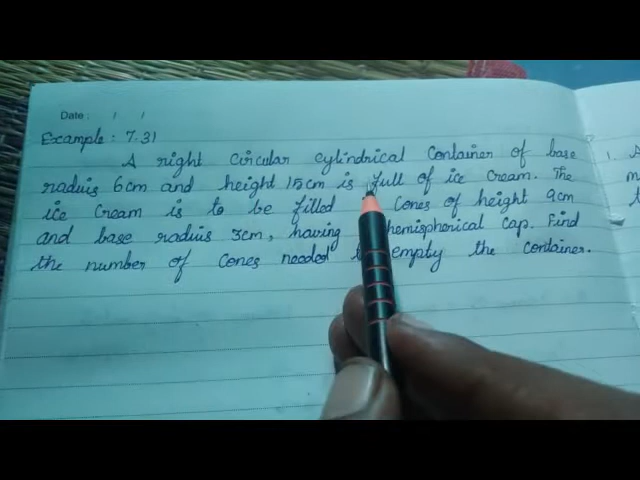 Date : / /
Example : 7.31
A right circular cylindrical container of base
raduis 6cm and height 15cm is full of ice cream. The
ice cream is to be filled cones of height 9cm
and base radius 3cm, having hemispherical cap. Find
the number of cones needed empty the container.
1. A
m
t